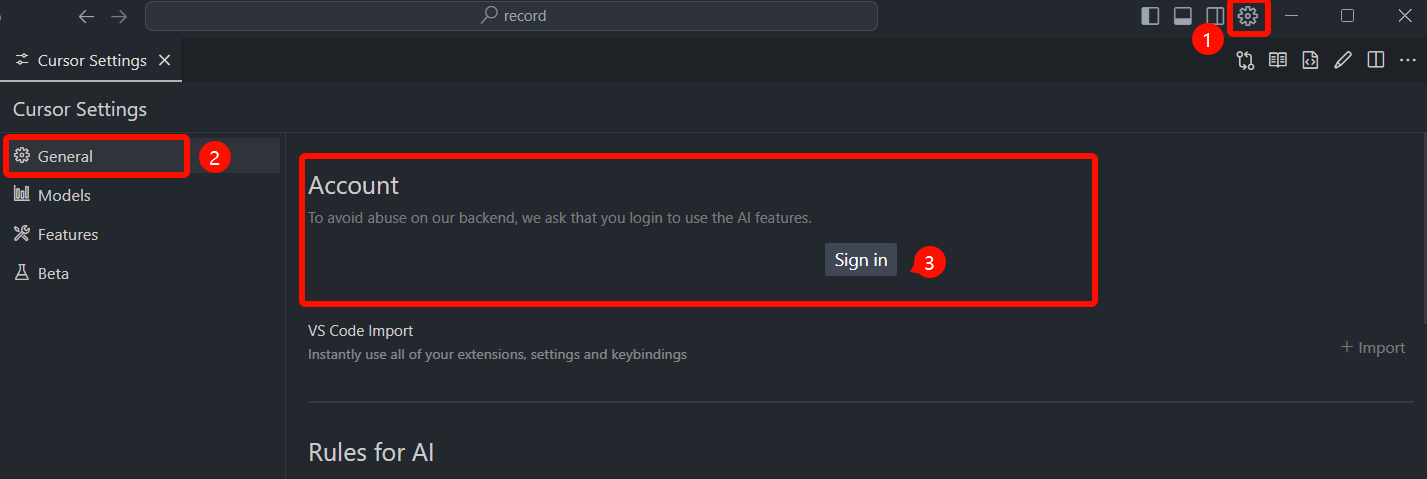 record
1
Cursor Settings
Cursor Settings
General
2
Models
Features
Beta
Account
To avoid abuse on our backend, we ask that you login to use the AI features.
Sign in
3
VS Code Import
Instantly use all of your extensions, settings and keybindings
+ Import
Rules for AI